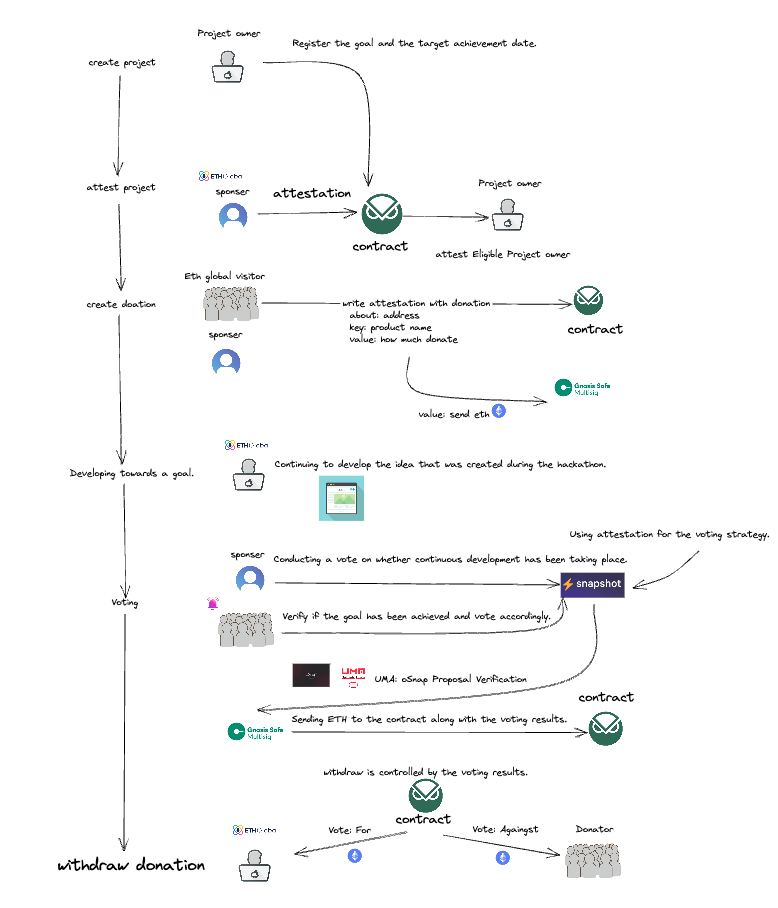 Project owner
Register the goal and the target achievement date.
create project
attest project
sponser
attestation
contract
Project owner
attest Eligible Project owner
Eth global visitor
create doation
write attestation with donation
about: address
key: product name
value: how much donate
contract
sponser
Gnosis Safe
Multisig
value: send eth
Developing towards a goal.
Continuing to develop the idea that was created during the hackathon.
Using attestation for the voting strategy.
sponser
Conducting a vote on whether continuous development has been taking place.
snapshot
Voting
Verify if the goal has been achieved and vote accordingly.
UMA
UMA: oSnap Proposal Verification
contract
Gnosis Safe
Multisig
Sending ETH to the contract along with the voting results.
withdraw is controlled by the voting results.
contract
Vote: For
Vote: Againgst
Donator
withdraw donation